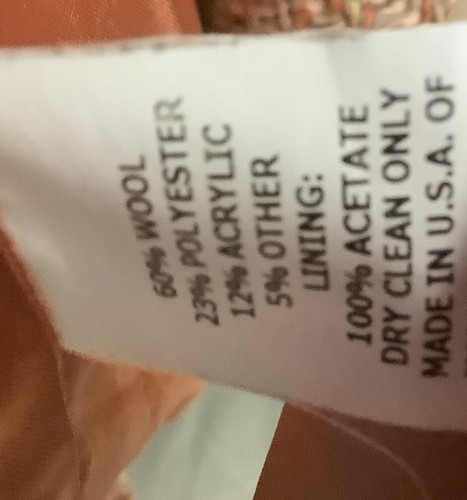 60% WOOL
23% POLYESTER
12% ACRYLIC
5% OTHER
LINING:
100% ACETATE
DRY CLEAN ONLY
MADE IN U.S.A. OF